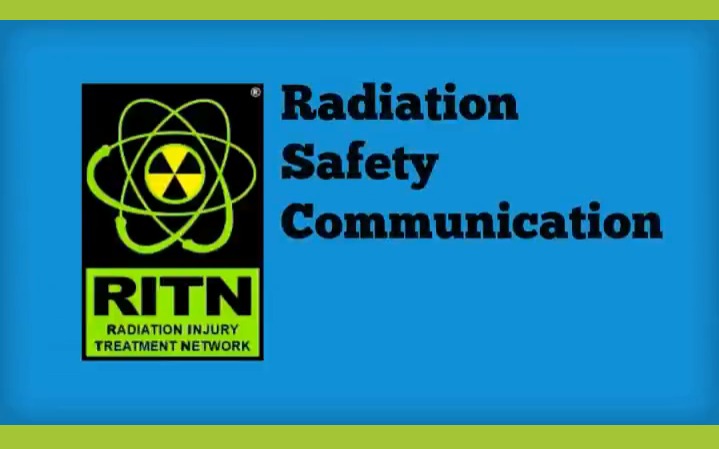 Radiation
Safety
Communication
®
RITN
RADIATION INJURY
TREATMENT NETWORK